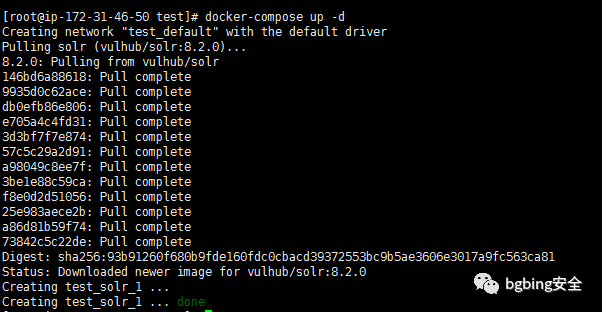 [root@ip-172-31-46-50 test]# docker-compose up -d
Creating network "test_default" with the default driver
Pulling solr (vulhub/solr:8.2.0)...
8.2.0: Pulling from vulhub/solr
146bd6a88618: Pull complete
9935d0c62ace: Pull complete
db0efb86e806: Pull complete
e705a4c4fd31: Pull complete
3d3bf7f7e874: Pull complete
57c5c29a2d91: Pull complete
a98049c8ee7f: Pull complete
3be1e88c59ca: Pull complete
f8e0d2d51056: Pull complete
25e983aece2b: Pull complete
a86d81b59f74: Pull complete
73842c5c22de: Pull complete
Digest: sha256:93b91260f680b9fde160fdc0cbacd39372553bc9b5ae3606e3017a9fc563ca81
Status: Downloaded newer image for vulhub/solr:8.2.0
Creating test_solr_1 ...
Creating test_solr_1 ... done
bgbing安全